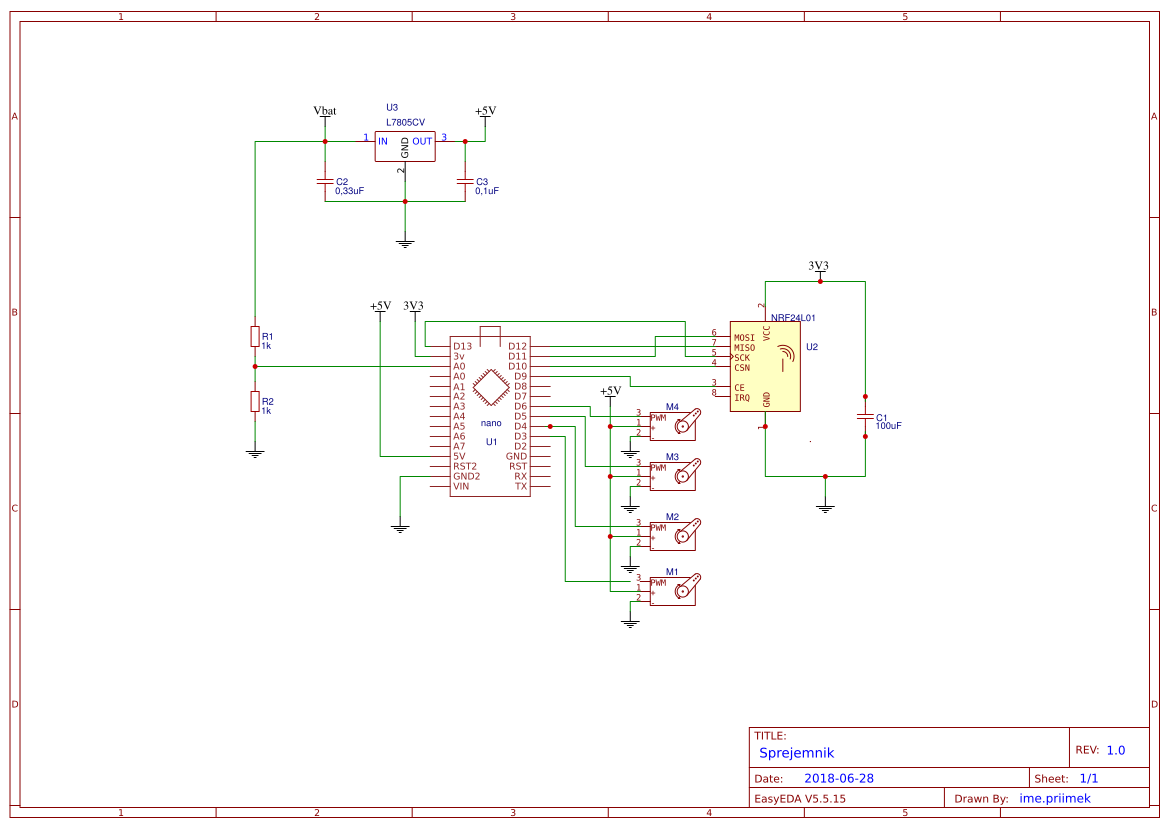 1 2 3 4 5
A A
Vbat
U3
L7805CV
+5V
1 IN OUT 3
GND
2
C2
0,33uF
C3
0,1uF
B B
+5V 3V3
R1
1k
R2
1k
D13
3v
A0
A0
A1
A2
A3
A4
A5
A6
A7
5V
RST2
GND2
VIN
D12
D11
D10
D9
D8
D7
D6
D5
D4
D3
D2
GND
RST
RX
TX
nano
U1
3V3
2
NRF24L01
VCC
U2
6 MOSI
7 MISO
5 SCK
4 CSN
3 CE
8 IRQ
GND
1
C1
100uF
+5V
M4
3 PWM
1 +
2 -
M3
3 PWM
1 +
2 -
M2
3 PWM
1 +
2 -
M1
3 PWM
1 +
2 -
C C
D D
TITLE:
Sprejemnik
REV: 1.0
Date: 2018-06-28
Sheet: 1/1
EasyEDA V5.5.15
Drawn By: ime.priimek
1 2 3 4 5